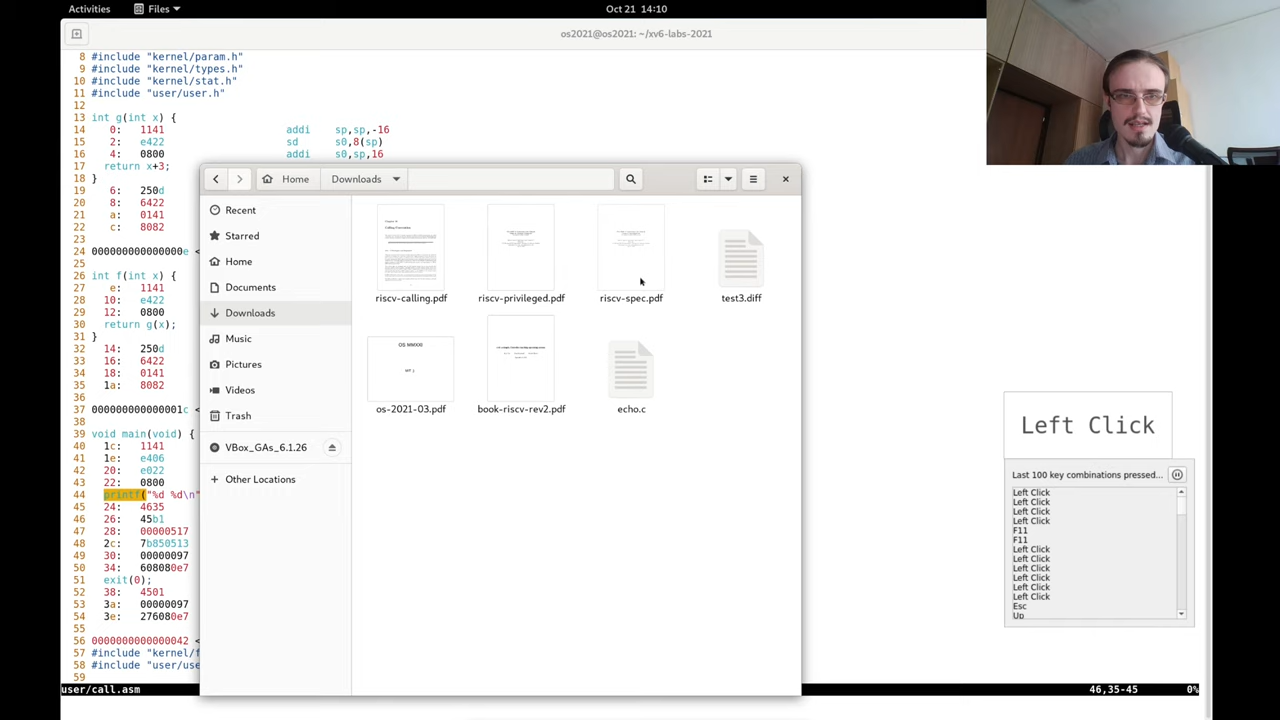 Activities
Files
Oct 21 14:10
os2021@os2021: ~/xv6-labs-2021
8 #include "kernel/param.h"
9 #include "kernel/types.h"
10 #include "kernel/stat.h"
11 #include "user/user.h"
12
13 int g(int x) {
14 0: 1141 addi sp,sp,-16
15 2: e422 sd s0,8(sp)
16 4: 0800 addi s0,sp,16
17 return x+3;
18 }
19 6: 250d
20 8: 6422
21 a: 0141
22 c: 8082
23
24 000000000000000e <
25
26 int f(int x) {
27 e: 1141
28 10: e422
29 12: 0800
30 return g(x);
31 }
32 14: 250d
33 16: 6422
34 18: 0141
35 1a: 8082
36
37 000000000000001c <
38
39 void main(void) {
40 1c: 1141
41 1e: e406
42 20: e022
43 22: 0800
44 printf("%d %d\n"
45 24: 4635
46 26: 45b1
47 28: 00000517
48 2c: 7b850513
49 30: 00000097
50 34: 608080e7
51 exit(0);
52 38: 4501
53 3a: 00000097
54 3e: 276080e7
55
56 0000000000000042 <
57 #include "kernel/f
58 #include "user/use
59
user/call.asm 46,35-45 0%
Home
Downloads
Recent
Starred
Home
Documents
Downloads
Music
Pictures
Videos
Trash
VBox_GAs_6.1.26
Other Locations
riscv-calling.pdf
riscv-privileged.pdf
riscv-spec.pdf
test3.diff
OS MMXXI
os-2021-03.pdf
book-riscv-rev2.pdf
echo.c
Left Click
Last 100 key combinations pressed...
Left Click
Left Click
Left Click
Left Click
F11
F11
Left Click
Left Click
Left Click
Left Click
Left Click
Left Click
Esc
Up